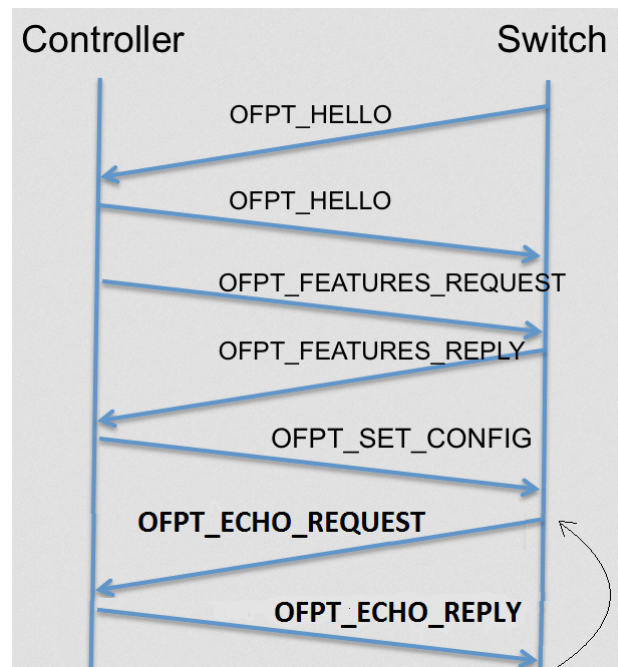 Controller
Switch
OFPT_HELLO
OFPT_HELLO
OFPT_FEATURES_REQUEST
OFPT_FEATURES_REPLY
OFPT_SET_CONFIG
OFPT_ECHO_REQUEST
OFPT_ECHO_REPLY